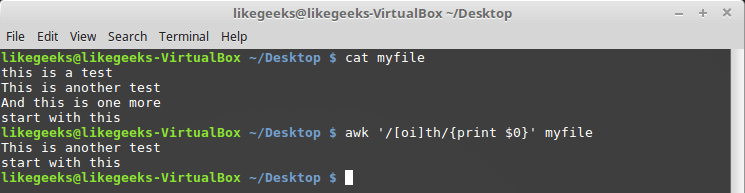 likegeeks@likegeeks-VirtualBox ~/Desktop
File Edit View Search Terminal Help
likegeeks@likegeeks-VirtualBox ~/Desktop $ cat myfile
this is a test
This is another test
And this is one more
start with this
likegeeks@likegeeks-VirtualBox ~/Desktop $ awk '/[oi]th/{print $0}' myfile
This is another test
start with this
likegeeks@likegeeks-VirtualBox ~/Desktop $